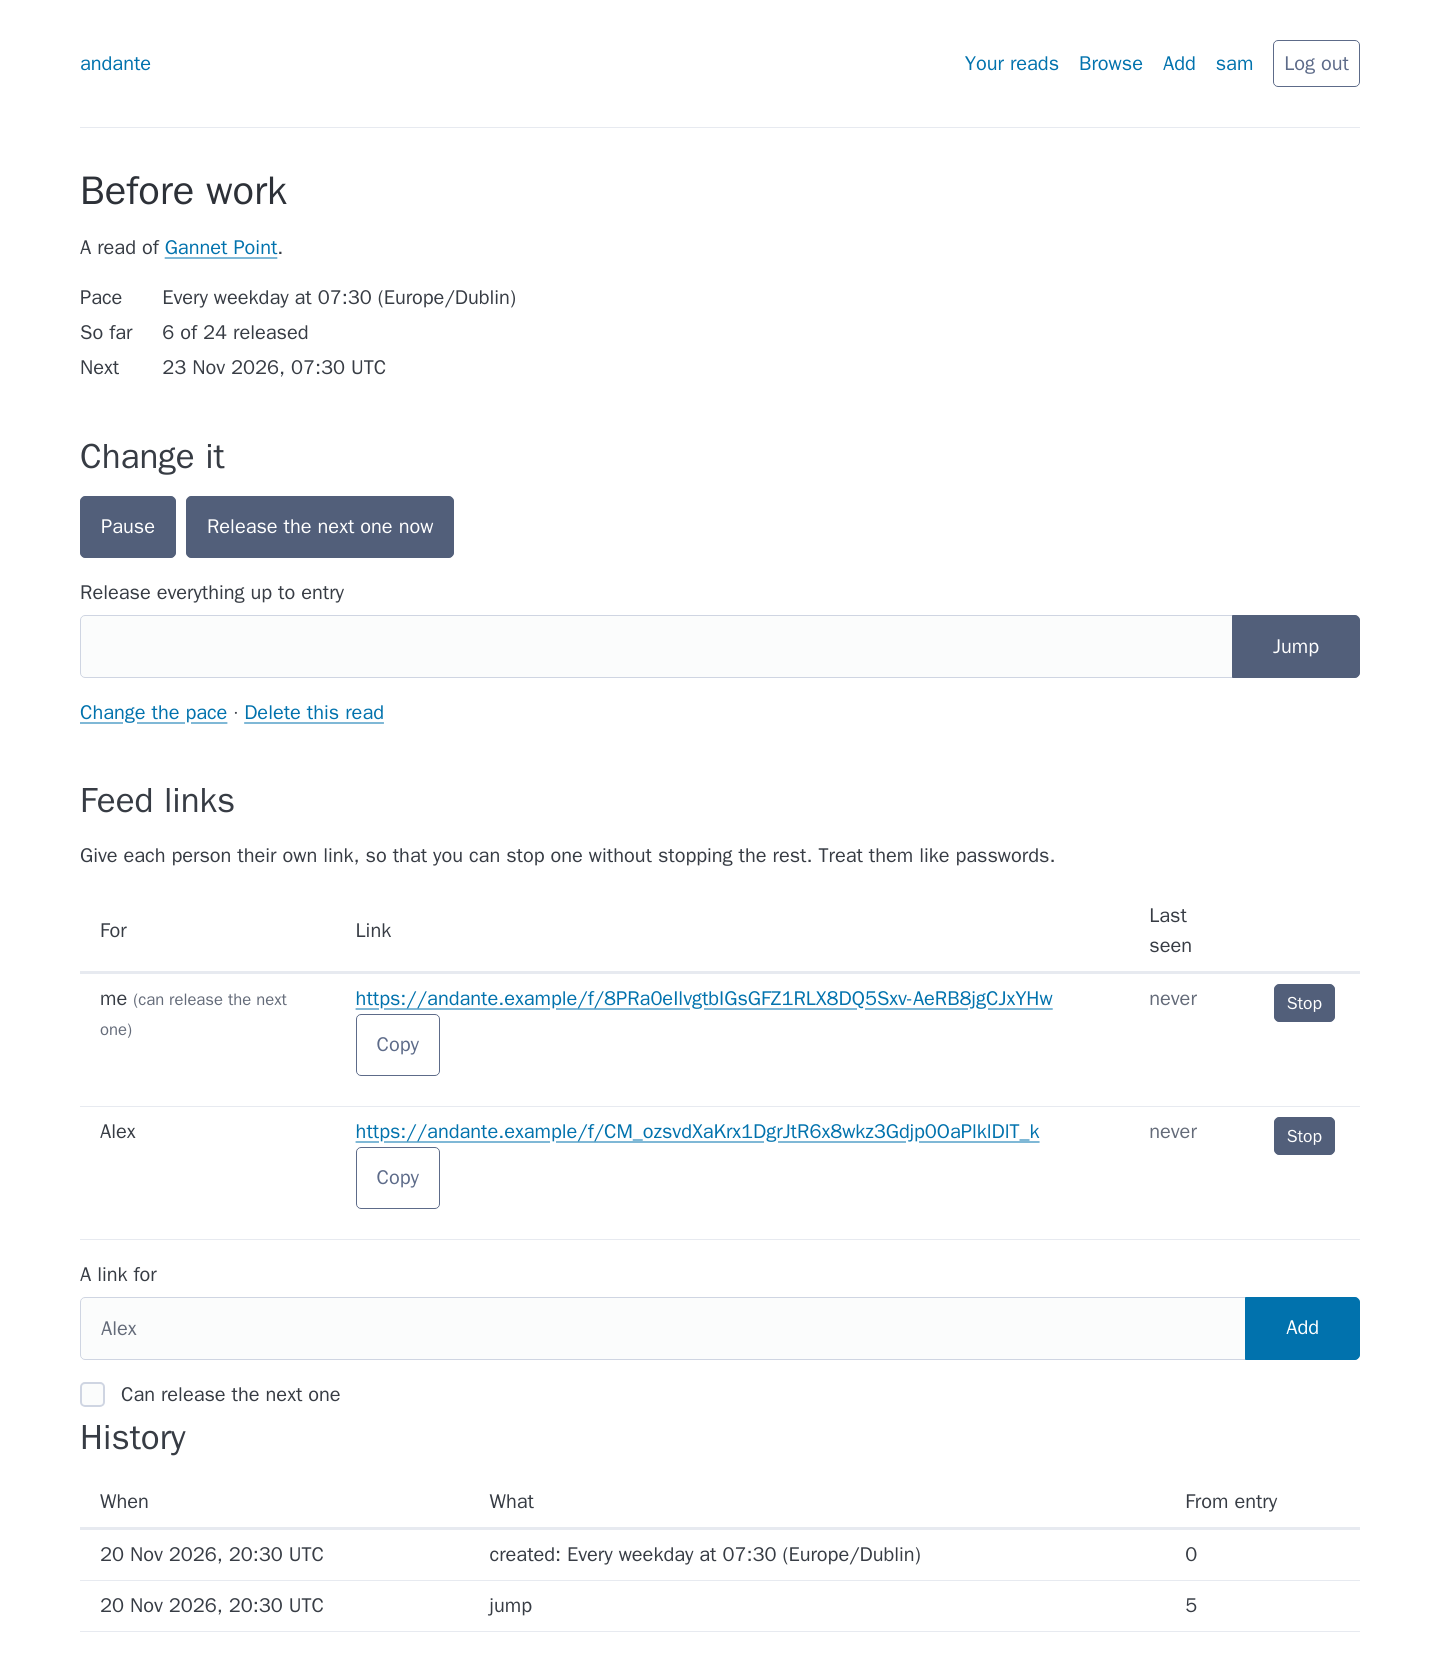 andante
Your reads Browse Add sam Log out
Before work
A read of Gannet Point.
Pace Every weekday at 07:30 (Europe/Dublin)
So far 6 of 24 released
Next 23 Nov 2026, 07:30 UTC
Change it
Pause Release the next one now
Release everything up to entry
Jump
Change the pace · Delete this read
Feed links
Give each person their own link, so that you can stop one without stopping the rest. Treat them like passwords.
For Link Last seen
me (can release the next one) https://andante.example/f/8PRa0eIlvgtbIGsGFZ1RLX8DQ5Sxv-AeRB8jgCJxYHw never Stop
Copy
Alex https://andante.example/f/CM_ozsvdXaKrx1DgrJtR6x8wkz3Gdjp0OaPlklDlT_k never Stop
Copy
A link for
Alex Add
Can release the next one
History
When What From entry
20 Nov 2026, 20:30 UTC created: Every weekday at 07:30 (Europe/Dublin) 0
20 Nov 2026, 20:30 UTC jump 5